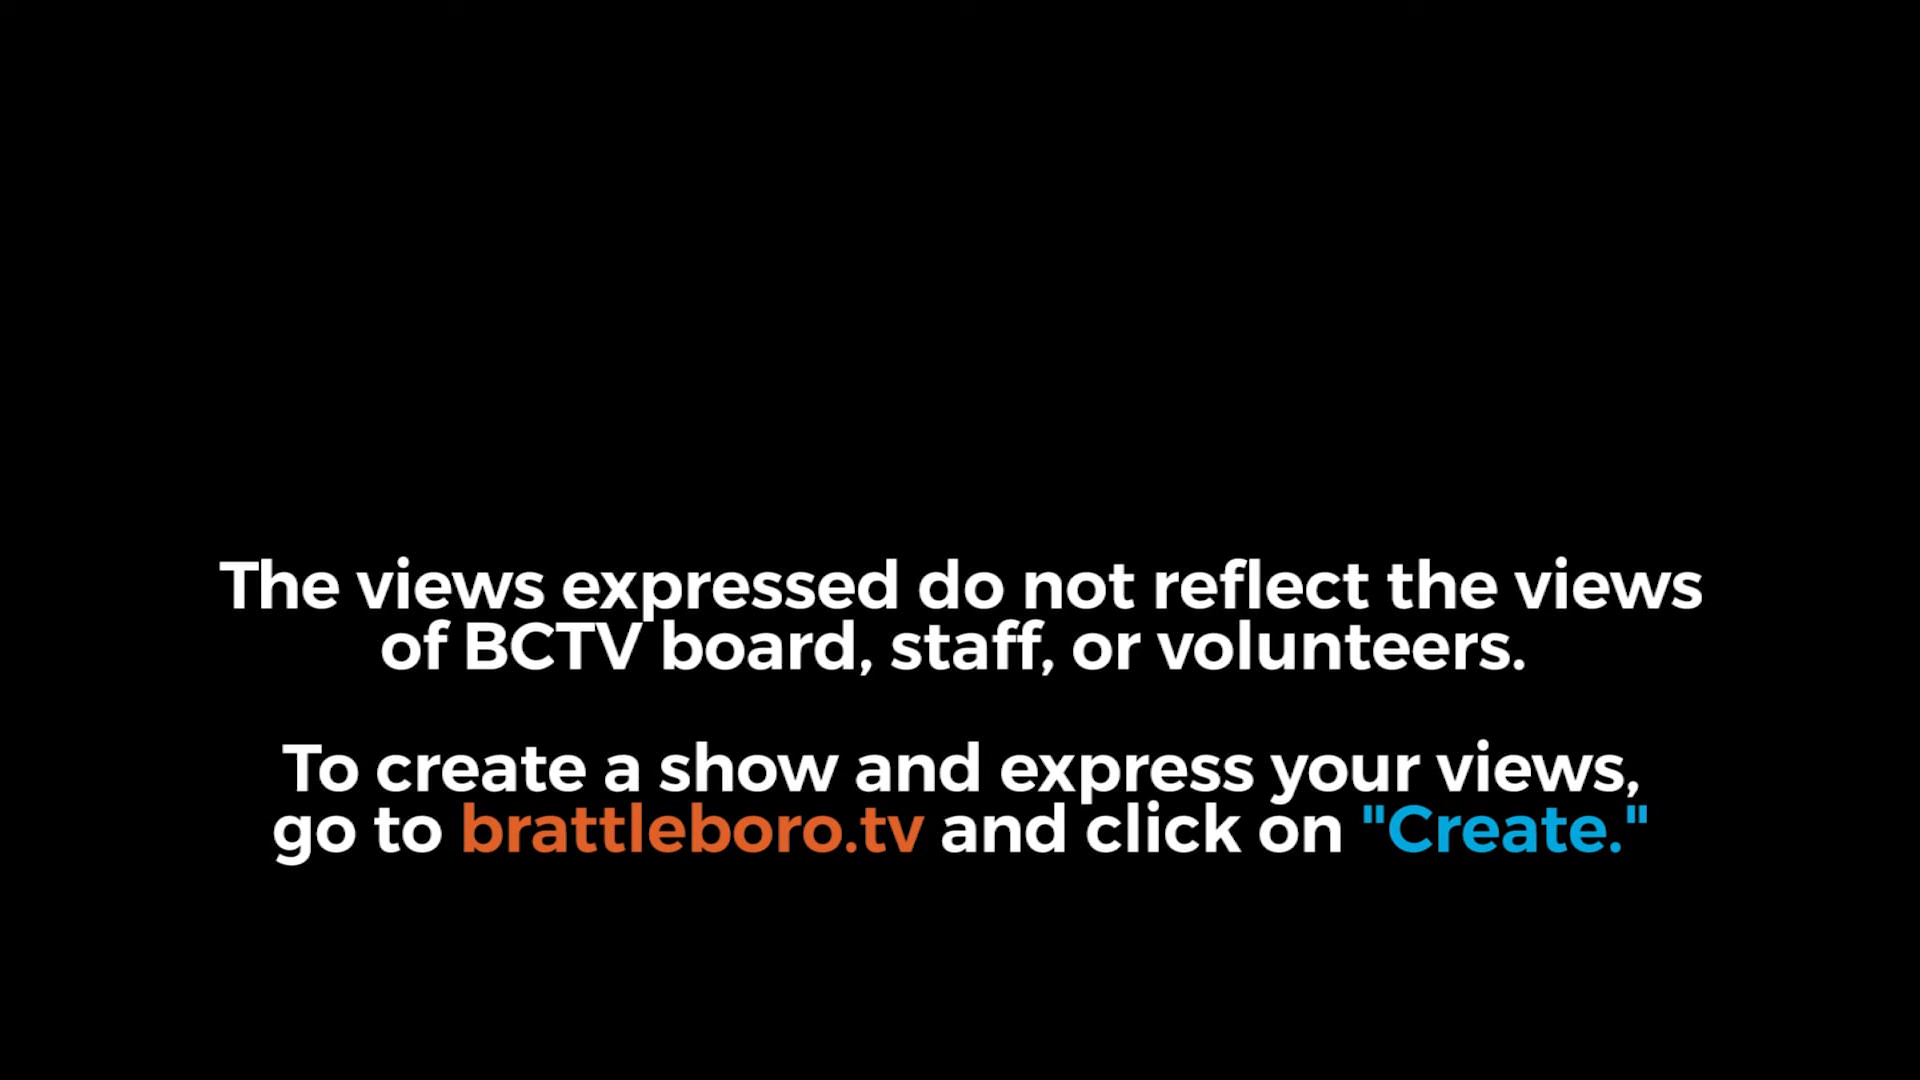 The views expressed do not reflect the views
of BCTV board, staff, or volunteers.
To create a show and express your views,
go to brattleboro.tv and click on "Create."